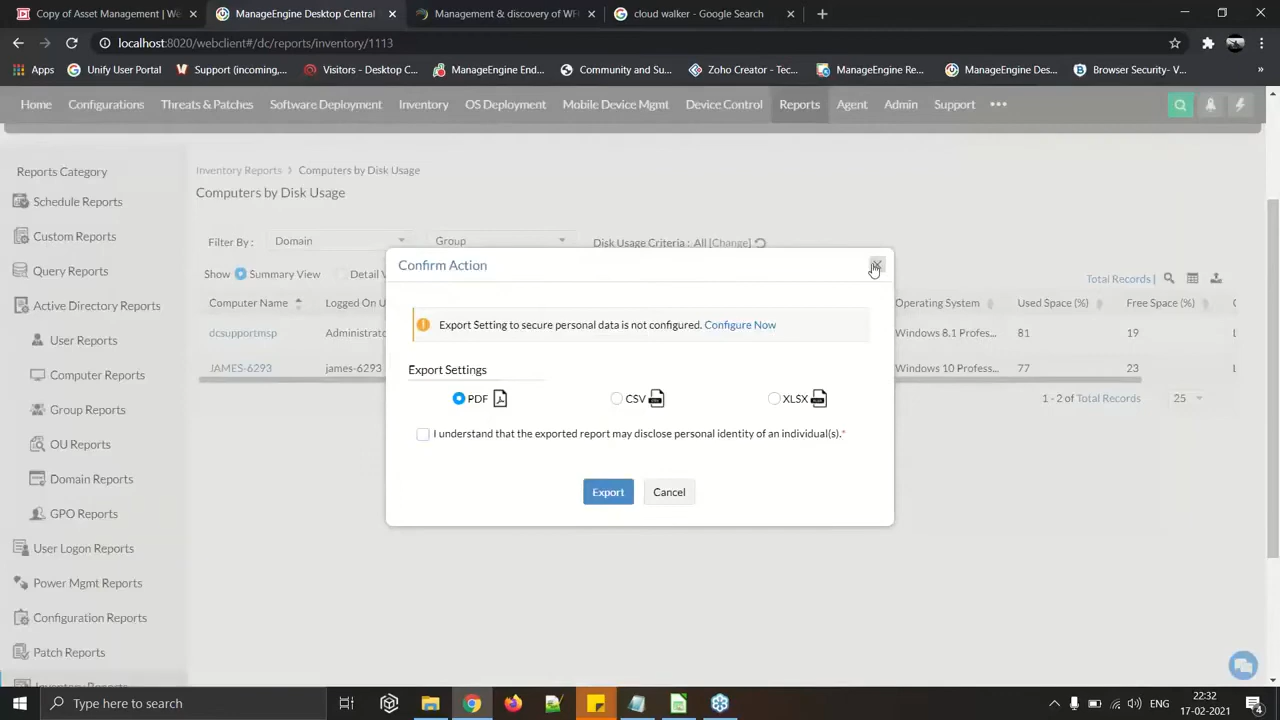 Copy of Asset Management | We
ManageEngine Desktop Central
Management & discovery of WFH
cloud walker - Google Search
localhost:8020/webclient#/dc/reports/inventory/1113
Apps
Unify User Portal
Support (incoming,...
Visitors - Desktop C...
ManageEngine End...
Community and Su...
Zoho Creator - Tec...
ManageEngine Re...
ManageEngine Des...
Browser Security- V...
»
Home Configurations Threats & Patches Software Deployment Inventory OS Deployment Mobile Device Mgmt Device Control Reports Agent Admin Support •••
Reports Category
Schedule Reports
Custom Reports
Query Reports
Active Directory Reports
User Reports
Computer Reports
Group Reports
OU Reports
Domain Reports
GPO Reports
User Logon Reports
Power Mgmt Reports
Configuration Reports
Patch Reports
Inventory Reports
Inventory Reports > Computers by Disk Usage
Computers by Disk Usage
Filter By : Domain Group Disk Usage Criteria : All [Change]
Show Summary View Detail V
Total Records |
Computer Name Logged On U Operating System Used Space (%) Free Space (%)
dcsupportmsp Administrato Windows 8.1 Profes... 81 19
JAMES-6293 james-6293 Windows 10 Profess... 77 23
1 - 2 of Total Records 25
Confirm Action
Export Setting to secure personal data is not configured. Configure Now
Export Settings
PDF CSV XLSX
I understand that the exported report may disclose personal identity of an individual(s).*
Export Cancel
Type here to search
ENG
22:32
17-02-2021
4